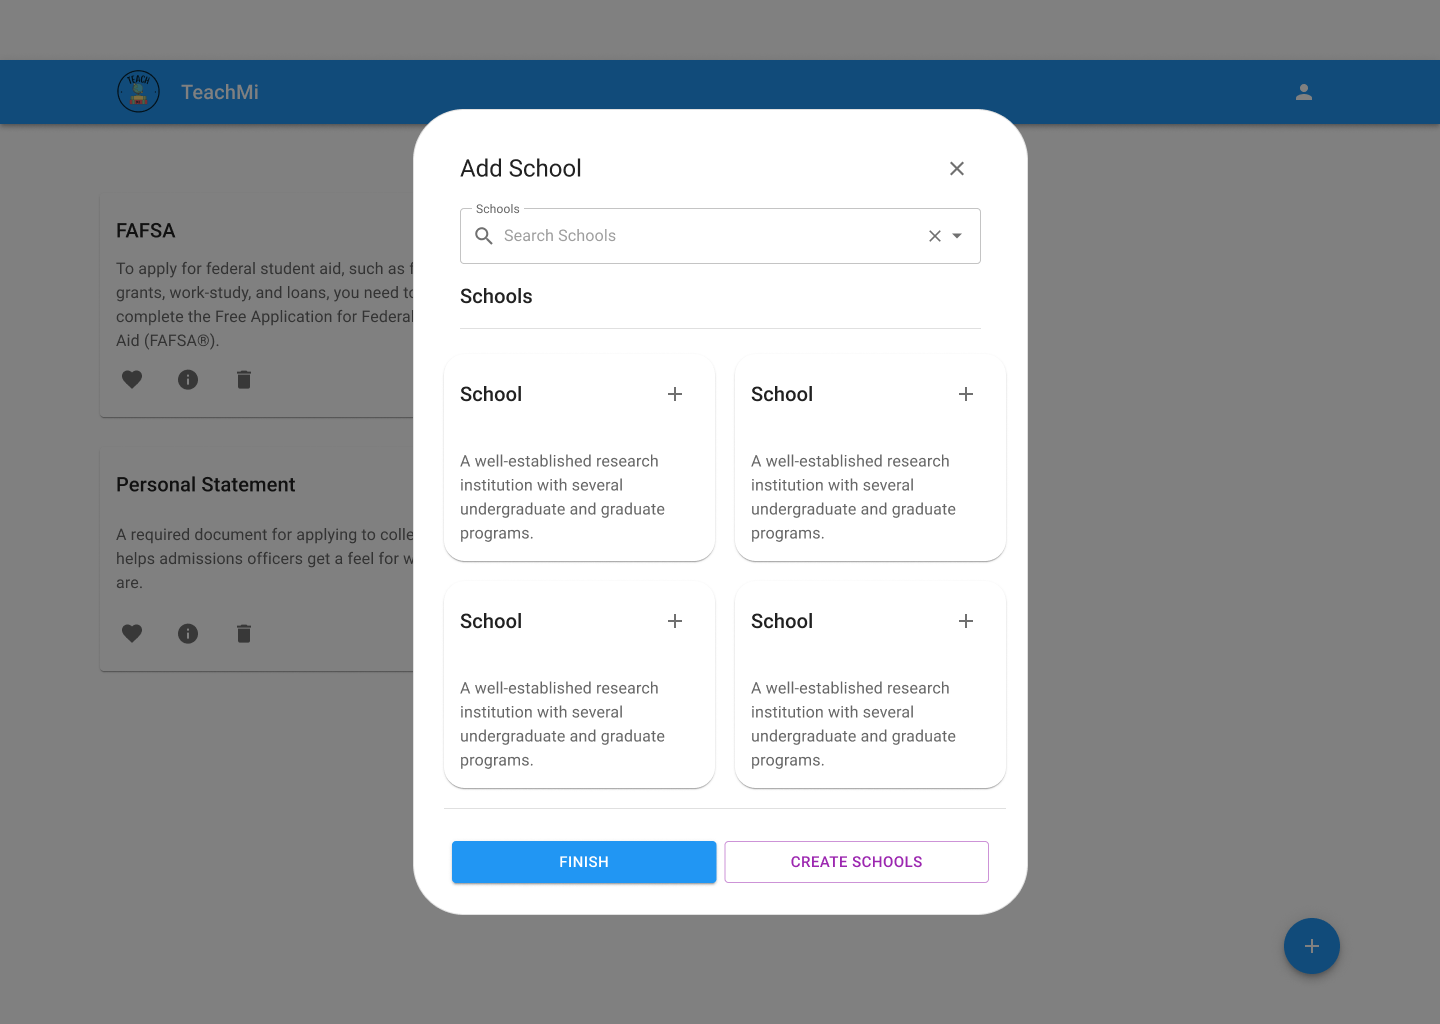 TEACH
TeachMi
FAFSA
To apply for federal student aid, such as f
grants, work-study, and loans, you need to
complete the Free Application for Federal
Aid (FAFSA®).
Personal Statement
A required document for applying to colle
helps admissions officers get a feel for w
are.
Add School
Schools
Search Schools
Schools
School
A well-established research
institution with several
undergraduate and graduate
programs.
School
A well-established research
institution with several
undergraduate and graduate
programs.
School
A well-established research
institution with several
undergraduate and graduate
programs.
School
A well-established research
institution with several
undergraduate and graduate
programs.
FINISH
CREATE SCHOOLS